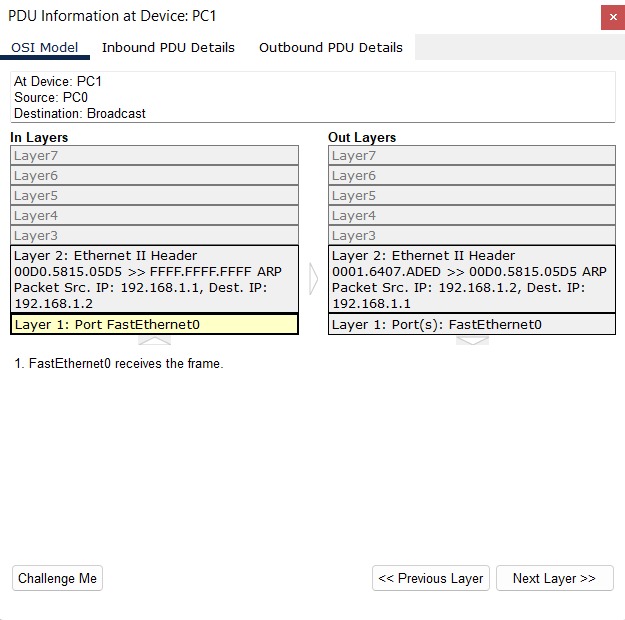 PDU Information at Device: PC1
OSI Model
Inbound PDU Details
Outbound PDU Details
At Device: PC1
Source: PC0
Destination: Broadcast
In Layers
Layer7
Layer6
Layer5
Layer4
Layer3
Layer 2: Ethernet II Header
00D0.5815.05D5 >> FFFF.FFFF.FFFF ARP
Packet Src. IP: 192.168.1.1, Dest. IP:
192.168.1.2
Layer 1: Port FastEthernet0
Out Layers
Layer7
Layer6
Layer5
Layer4
Layer3
Layer 2: Ethernet II Header
0001.6407.ADED >> 00D0.5815.05D5 ARP
Packet Src. IP: 192.168.1.2, Dest. IP:
192.168.1.1
Layer 1: Port(s): FastEthernet0
1. FastEthernet0 receives the frame.
Challenge Me
<< Previous Layer
Next Layer >>